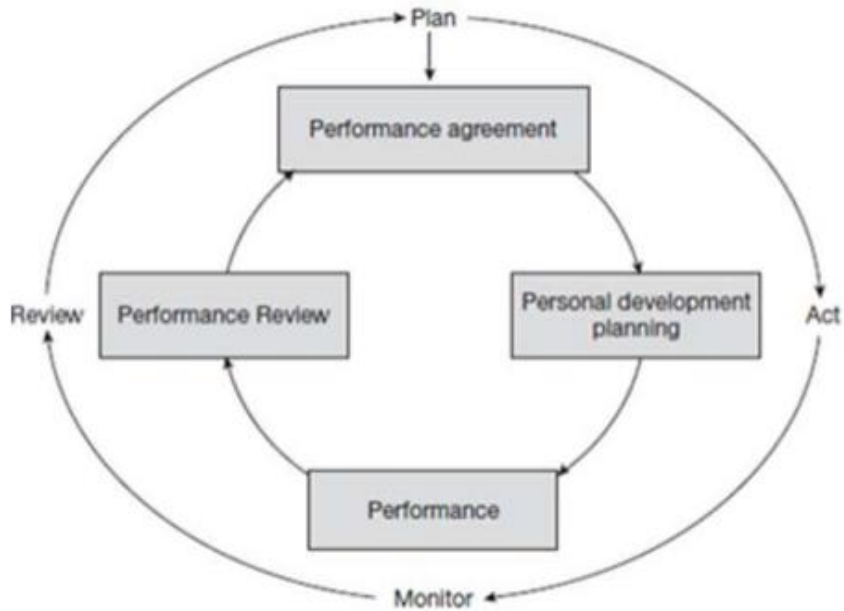 Plan
Performance agreement
Review
Performance Review
Personal development
planning
Act
Performance
Monitor